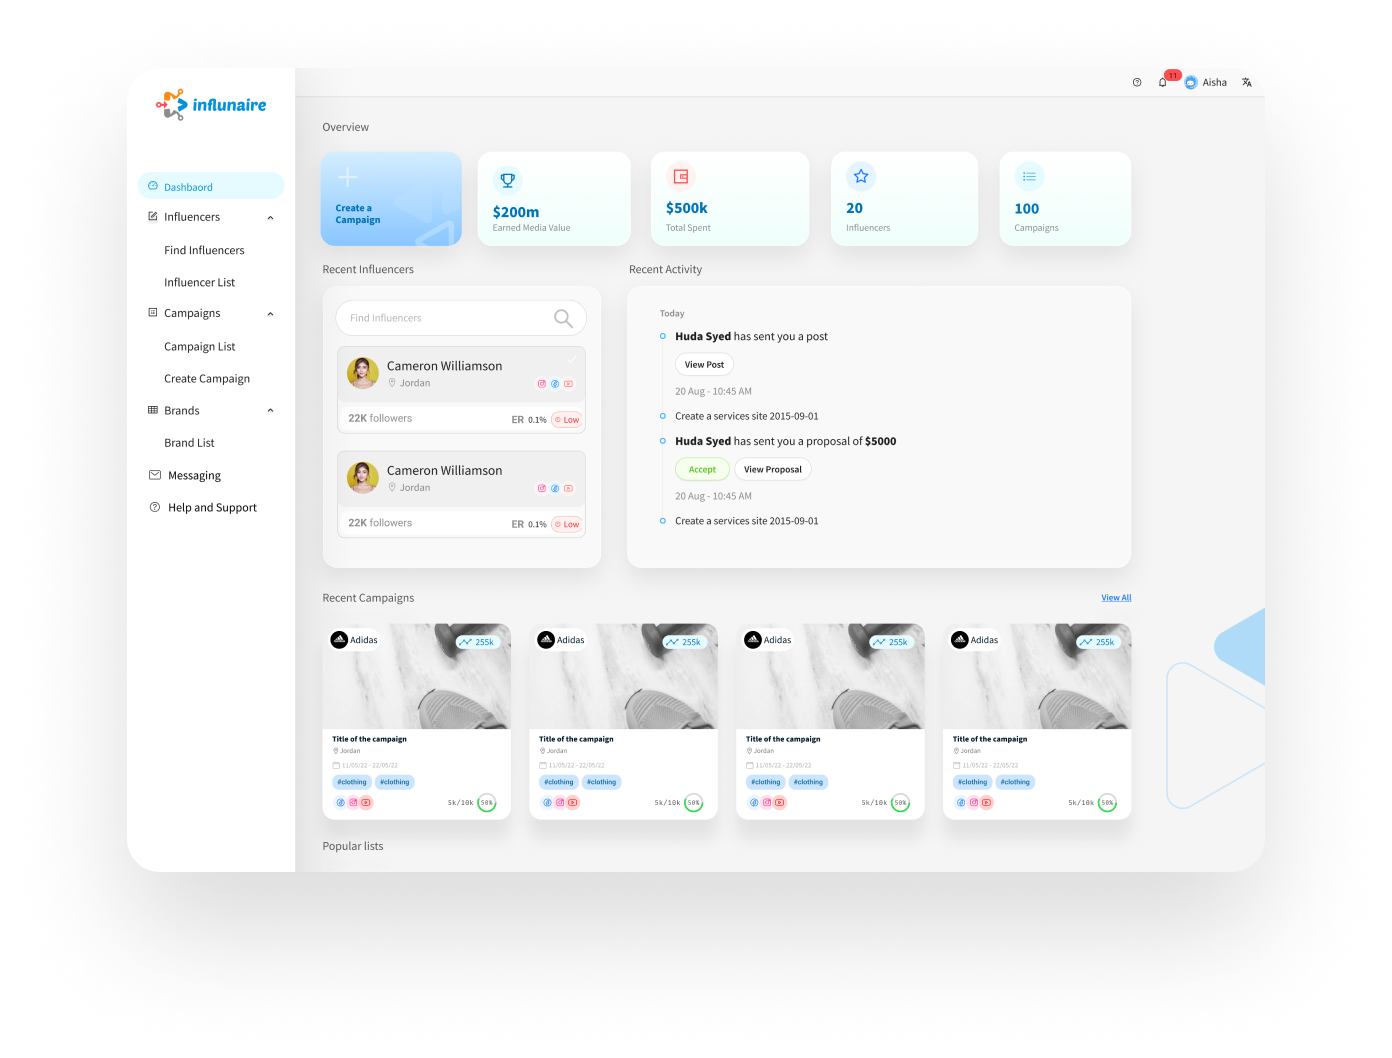 influnaire
11
Aisha
Dashbaord
Influencers
Find Influencers
Influencer List
Campaigns
Campaign List
Create Campaign
Brands
Brand List
Messaging
Help and Support
Overview
Create a
Campaign
$200m
Earned Media Value
$500k
Total Spent
20
Influencers
100
Campaigns
Recent Influencers
Find Influencers
Cameron Williamson
Jordan
22K followers
ER 0.1% Low
Cameron Williamson
Jordan
22K followers
ER 0.1% Low
Recent Activity
Today
Huda Syed has sent you a post
View Post
20 Aug - 10:45 AM
Create a services site 2015-09-01
Huda Syed has sent you a proposal of $5000
Accept View Proposal
20 Aug - 10:45 AM
Create a services site 2015-09-01
Recent Campaigns
View All
Adidas
255k
Title of the campaign
Jordan
11/05/22 - 22/05/22
#clothing #clothing
5k/10k 50%
Adidas
255k
Title of the campaign
Jordan
11/05/22 - 22/05/22
#clothing #clothing
5k/10k 50%
Adidas
255k
Title of the campaign
Jordan
11/05/22 - 22/05/22
#clothing #clothing
5k/10k 50%
Adidas
255k
Title of the campaign
Jordan
11/05/22 - 22/05/22
#clothing #clothing
5k/10k 50%
Popular lists